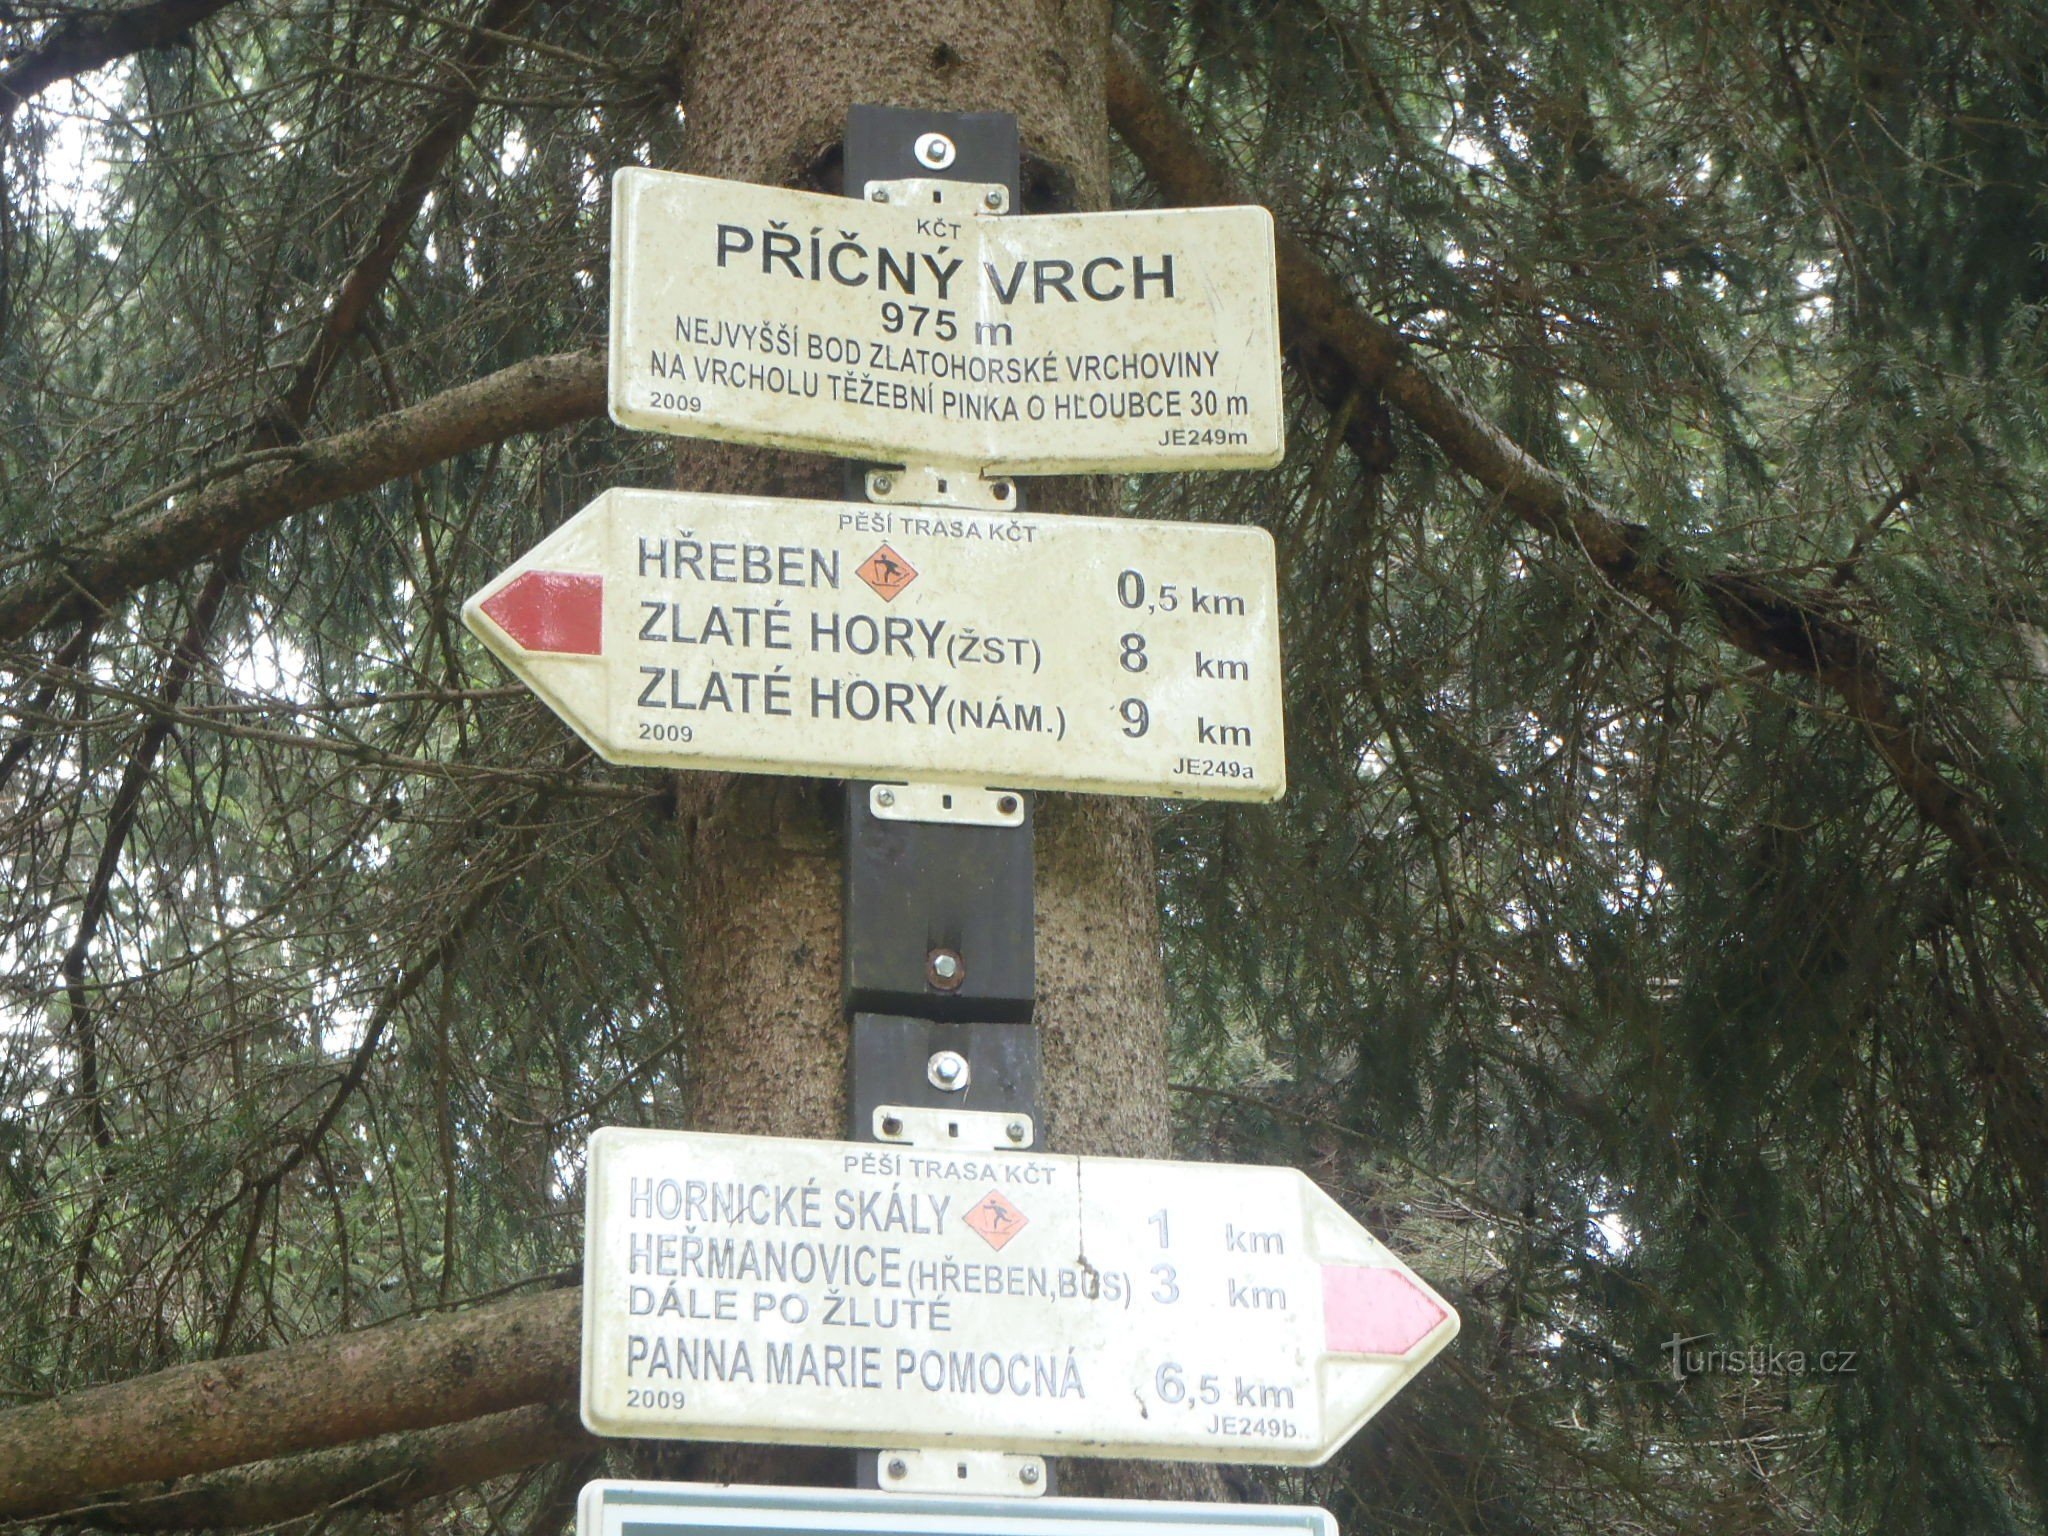 KČT
PŘÍČNÝ VRCH
975 m
NEJVYŠŠÍ BOD ZLATOHORSKÉ VRCHOVINY
NA VRCHOLU TĚŽEBNÍ PINKA O HLOUBCE 30 m
2009 JE249m
PĚŠÍ TRASA KČT
HŘEBEN 0,5 km
ZLATÉ HORY(ŽST) 8 km
ZLATÉ HORY(NÁM.) 9 km
2009 JE249a
PĚŠÍ TRASA KČT
HORNICKÉ SKÁLY 1 km
HEŘMANOVICE(HŘEBEN,BUS) 3 km
DÁLE PO ŽLUTÉ
PANNA MARIE POMOCNÁ 6,5 km
2009 JE249b
Turistika.cz